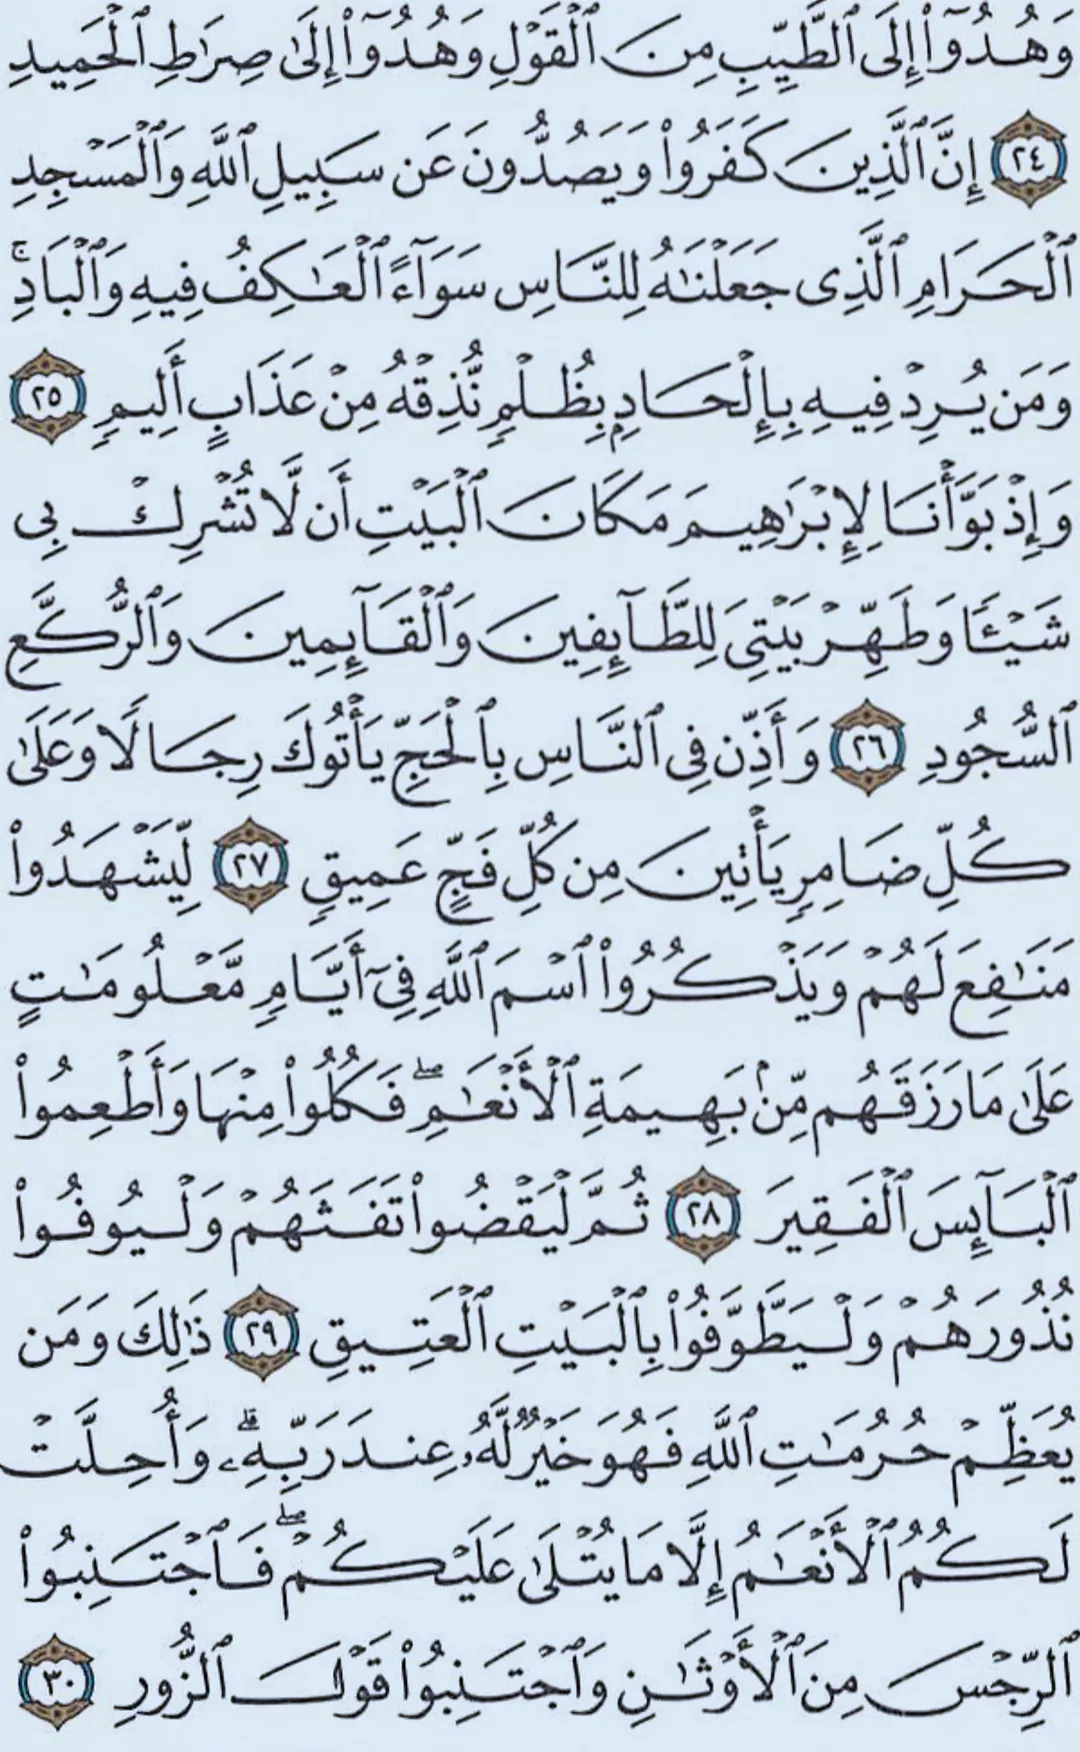 وَهُدُوٓا۟ إِلَى ٱلطَّيِّبِ مِنَ ٱلْقَوْلِ وَهُدُوٓا۟ إِلَىٰ صِرَٰطِ ٱلْحَمِيدِ
٢٤ إِنَّ ٱلَّذِينَ كَفَرُوا۟ وَيَصُدُّونَ عَن سَبِيلِ ٱللَّهِ وَٱلْمَسْجِدِ
ٱلْحَرَامِ ٱلَّذِى جَعَلْنَٰهُ لِلنَّاسِ سَوَآءً ٱلْعَٰكِفُ فِيهِ وَٱلْبَادِ ۚ
وَمَن يُرِدْ فِيهِ بِإِلْحَادٍۭ بِظُلْمٍ نُّذِقْهُ مِنْ عَذَابٍ أَلِيمٍ ٢٥
وَإِذْ بَوَّأْنَا لِإِبْرَٰهِيمَ مَكَانَ ٱلْبَيْتِ أَن لَّا تُشْرِكْ بِى
شَيْـًٔا وَطَهِّرْ بَيْتِىَ لِلطَّآئِفِينَ وَٱلْقَآئِمِينَ وَٱلرُّكَّعِ
ٱلسُّجُودِ ٢٦ وَأَذِّن فِى ٱلنَّاسِ بِٱلْحَجِّ يَأْتُوكَ رِجَالًا وَعَلَىٰ
كُلِّ ضَامِرٍ يَأْتِينَ مِن كُلِّ فَجٍّ عَمِيقٍ ٢٧ لِّيَشْهَدُوا۟
مَنَٰفِعَ لَهُمْ وَيَذْكُرُوا۟ ٱسْمَ ٱللَّهِ فِىٓ أَيَّامٍ مَّعْلُومَٰتٍ
عَلَىٰ مَا رَزَقَهُم مِّنۢ بَهِيمَةِ ٱلْأَنْعَٰمِ ۖ فَكُلُوا۟ مِنْهَا وَأَطْعِمُوا۟
ٱلْبَآئِسَ ٱلْفَقِيرَ ٢٨ ثُمَّ لْيَقْضُوا۟ تَفَثَهُمْ وَلْيُوفُوا۟
نُذُورَهُمْ وَلْيَطَّوَّفُوا۟ بِٱلْبَيْتِ ٱلْعَتِيقِ ٢٩ ذَٰلِكَ وَمَن
يُعَظِّمْ حُرُمَٰتِ ٱللَّهِ فَهُوَ خَيْرٌ لَّهُۥ عِندَ رَبِّهِۦ ۗ وَأُحِلَّتْ
لَكُمُ ٱلْأَنْعَٰمُ إِلَّا مَا يُتْلَىٰ عَلَيْكُمْ ۖ فَٱجْتَنِبُوا۟
ٱلرِّجْسَ مِنَ ٱلْأَوْثَٰنِ وَٱجْتَنِبُوا۟ قَوْلَ ٱلزُّورِ ٣٠